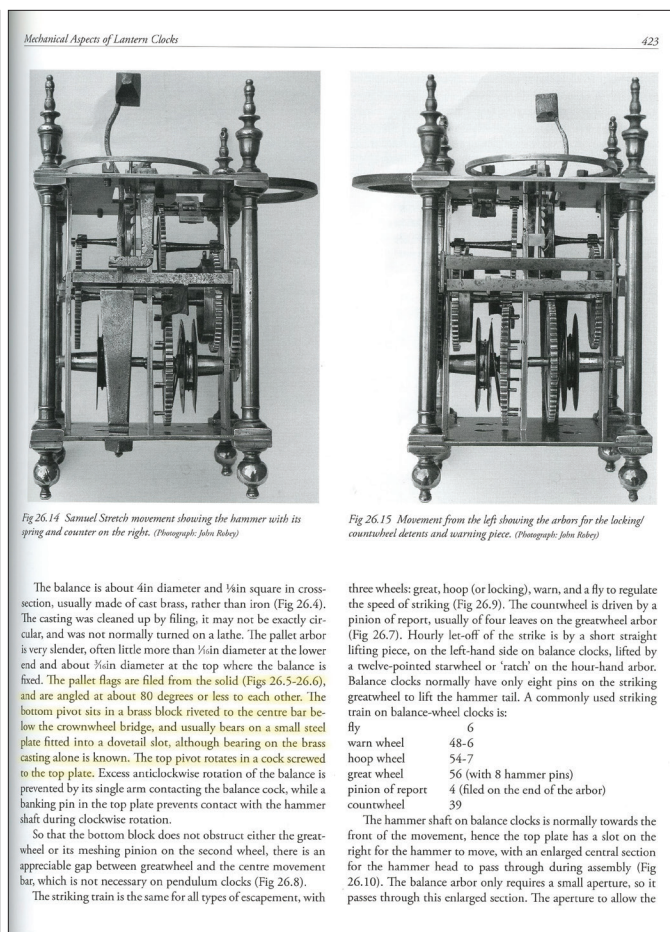 Mechanical Aspects of Lantern Clocks
423
Fig 26.14 Samuel Stretch movement showing the hammer with its
spring and counter on the right. (Photograph: John Robey)
Fig 26.15 Movement from the left showing the arbors for the locking/
countwheel detents and warning piece. (Photograph: John Robey)
The balance is about 4in diameter and ⅛in square in cross-
section, usually made of cast brass, rather than iron (Fig 26.4).
The casting was cleaned up by filing, it may not be exactly cir-
cular, and was not normally turned on a lathe. The pallet arbor
is very slender, often little more than 1⁄16in diameter at the lower
end and about 3⁄16in diameter at the top where the balance is
fixed. The pallet flags are filed from the solid (Figs 26.5-26.6),
and are angled at about 80 degrees or less to each other. The
bottom pivot sits in a brass block riveted to the centre bar be-
low the crownwheel bridge, and usually bears on a small steel
plate fitted into a dovetail slot, although bearing on the brass
casting alone is known. The top pivot rotates in a cock screwed
to the top plate. Excess anticlockwise rotation of the balance is
prevented by its single arm contacting the balance cock, while a
banking pin in the top plate prevents contact with the hammer
shaft during clockwise rotation.
So that the bottom block does not obstruct either the great-
wheel or its meshing pinion on the second wheel, there is an
appreciable gap between greatwheel and the centre movement
bar, which is not necessary on pendulum clocks (Fig 26.8).
The striking train is the same for all types of escapement, with
three wheels: great, hoop (or locking), warn, and a fly to regulate
the speed of striking (Fig 26.9). The countwheel is driven by a
pinion of report, usually of four leaves on the greatwheel arbor
(Fig 26.7). Hourly let-off of the strike is by a short straight
lifting piece, on the left-hand side on balance clocks, lifted by
a twelve-pointed starwheel or 'ratch' on the hour-hand arbor.
Balance clocks normally have only eight pins on the striking
greatwheel to lift the hammer tail. A commonly used striking
train on balance-wheel clocks is:
fly 6
warn wheel 48-6
hoop wheel 54-7
great wheel 56 (with 8 hammer pins)
pinion of report 4 (filed on the end of the arbor)
countwheel 39
The hammer shaft on balance clocks is normally towards the
front of the movement, hence the top plate has a slot on the
right for the hammer to move, with an enlarged central section
for the hammer head to pass through during assembly (Fig
26.10). The balance arbor only requires a small aperture, so it
passes through this enlarged section. The aperture to allow the